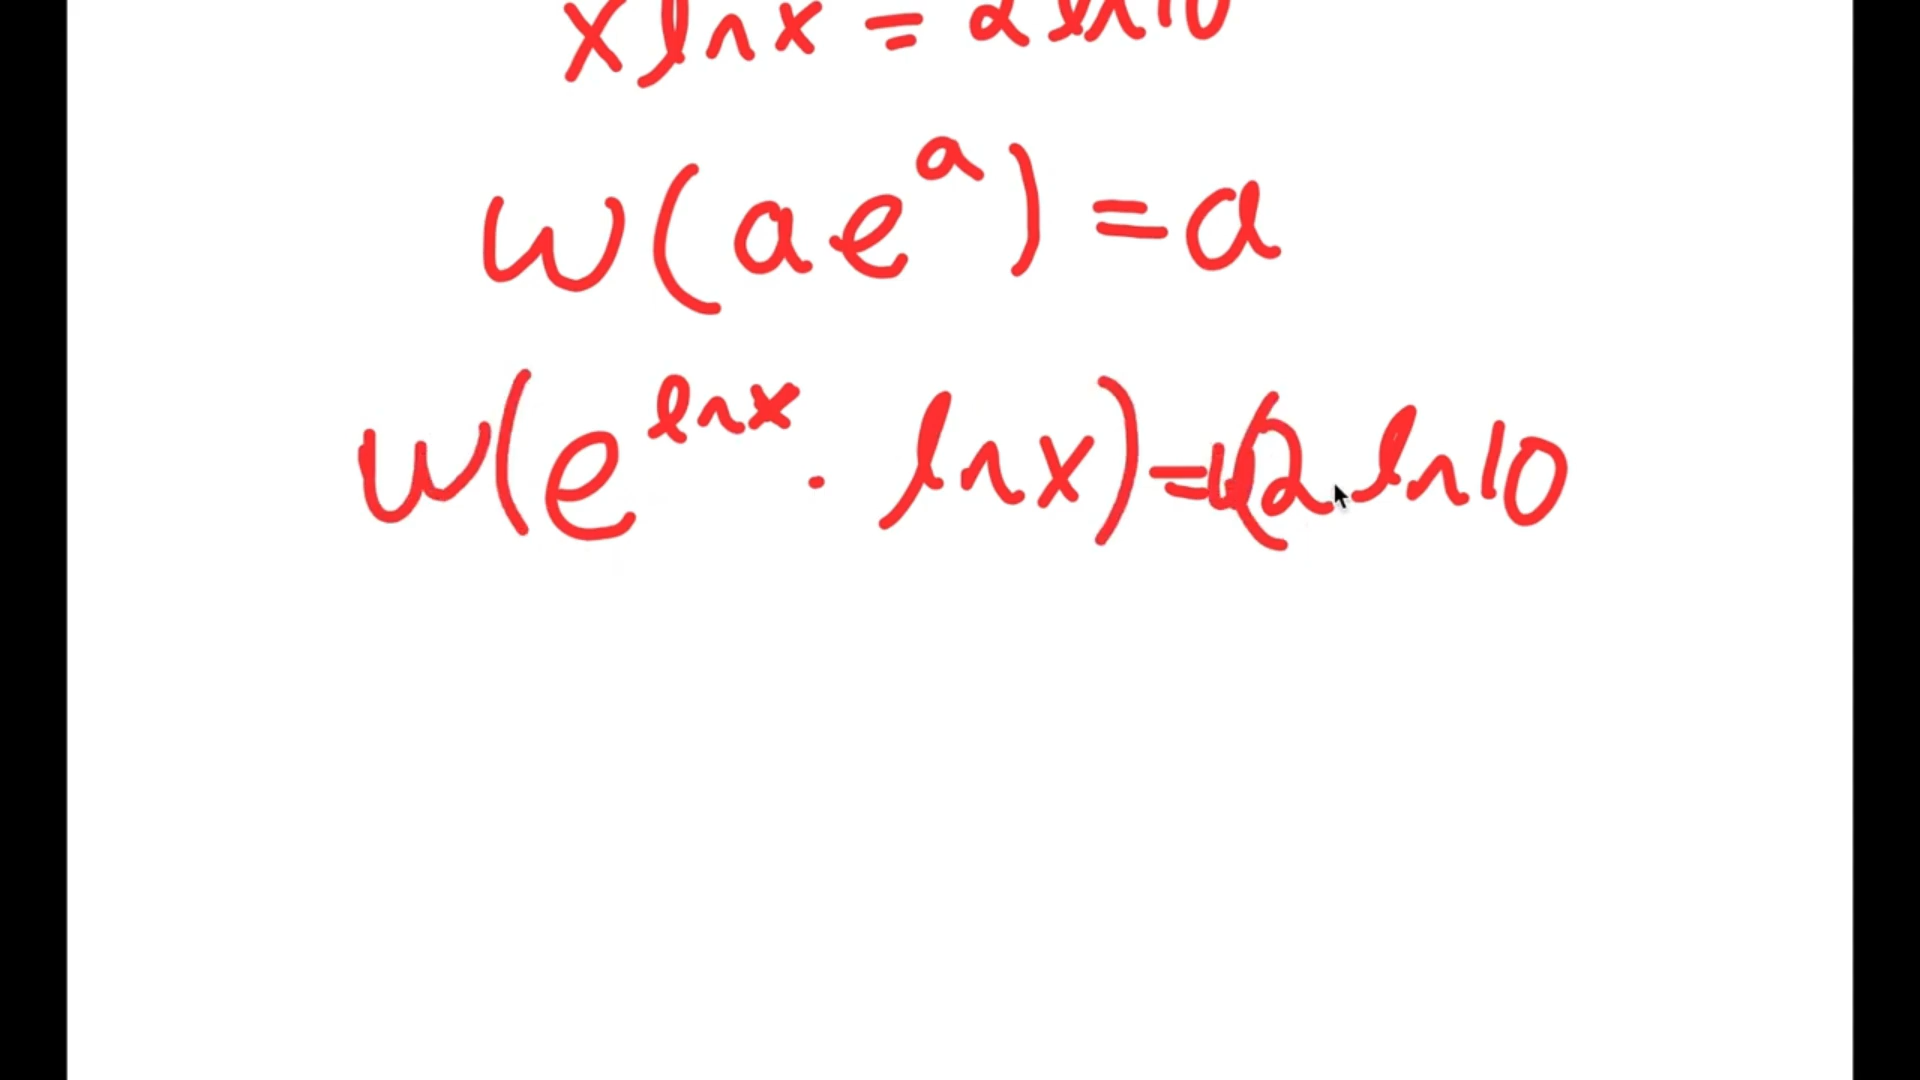 x ln x = 2 ln 10
w(ae^a) = a
w(e^{ln x} · ln x) = w(2 ln 10